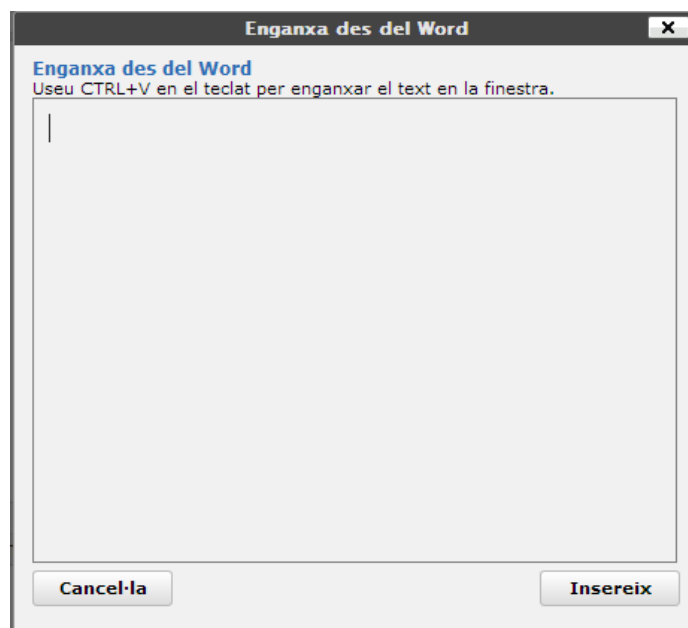 Enganxa des del Word
Enganxa des del Word
Useu CTRL+V en el teclat per enganxar el text en la finestra.
Cancel·la
Insereix